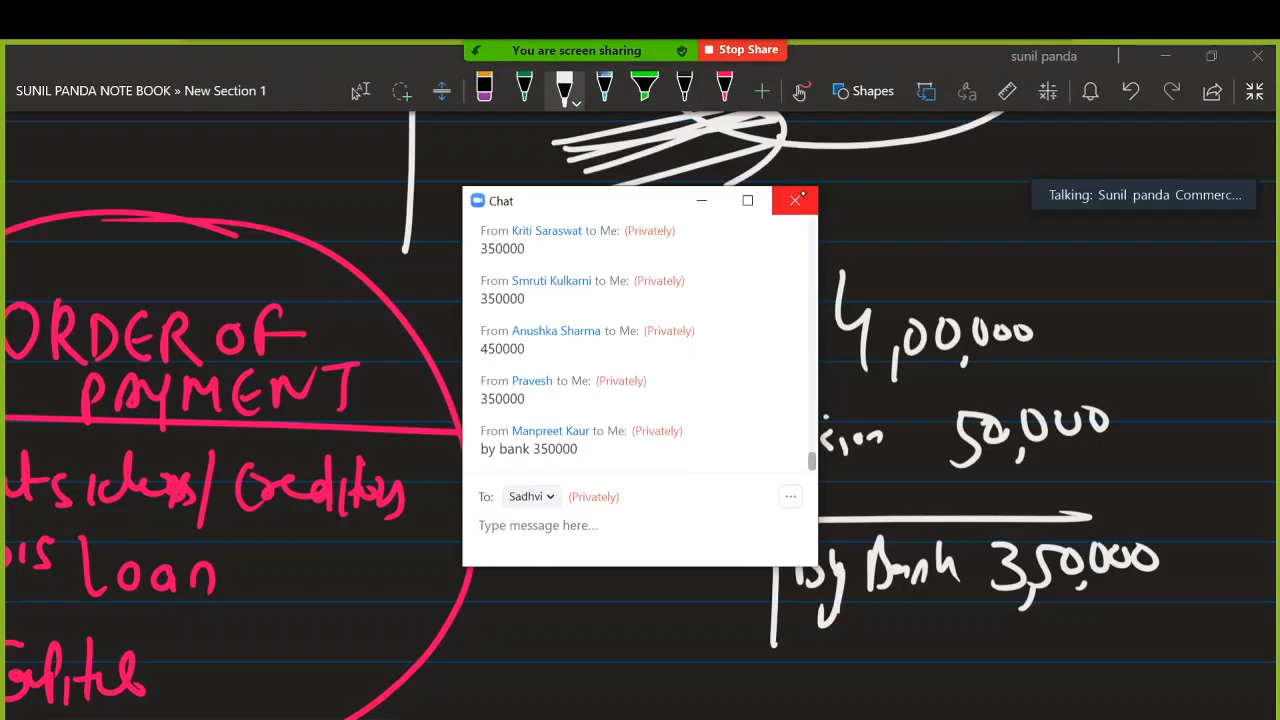 You are screen sharing
Stop Share
sunil panda
SUNIL PANDA NOTE BOOK » New Section 1
Shapes
Talking: Sunil panda Commerc...
Chat
From Kriti Saraswat to Me: (Privately)
350000
From Smruti Kulkarni to Me: (Privately)
350000
From Anushka Sharma to Me: (Privately)
450000
From Pravesh to Me: (Privately)
350000
From Manpreet Kaur to Me: (Privately)
by bank 350000
To: Sadhvi (Privately)
Type message here...
ORDER OF
PAYMENT
/Creditors
Loan
4,00,000
50,000
By Bank 3,50,000